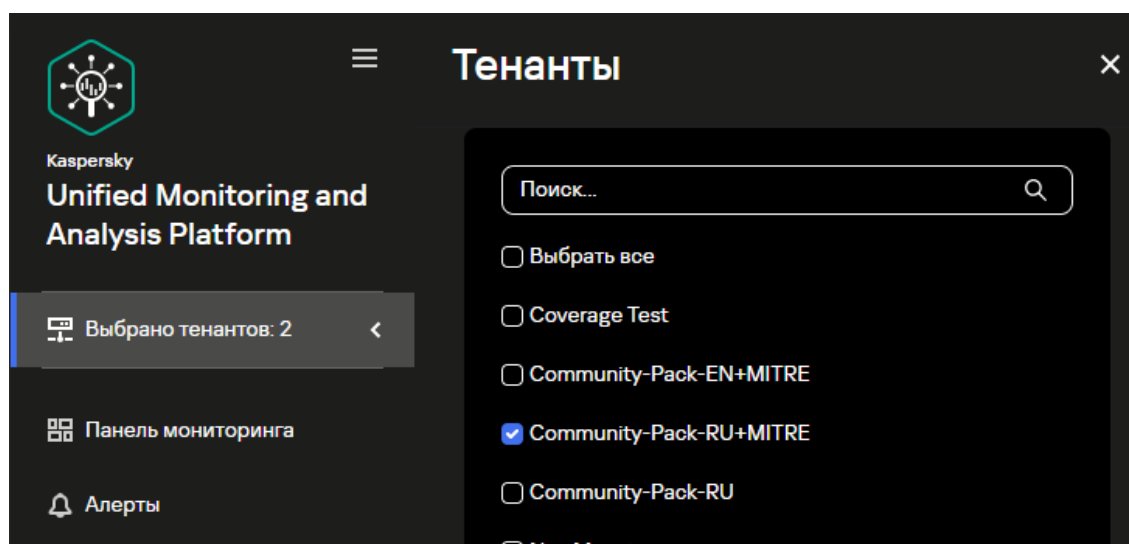 Kaspersky
Unified Monitoring and
Analysis Platform
Выбрано тенантов: 2
Панель мониторинга
Алерты
Тенанты
Поиск...
Выбрать все
Coverage Test
Community-Pack-EN+MITRE
Community-Pack-RU+MITRE
Community-Pack-RU